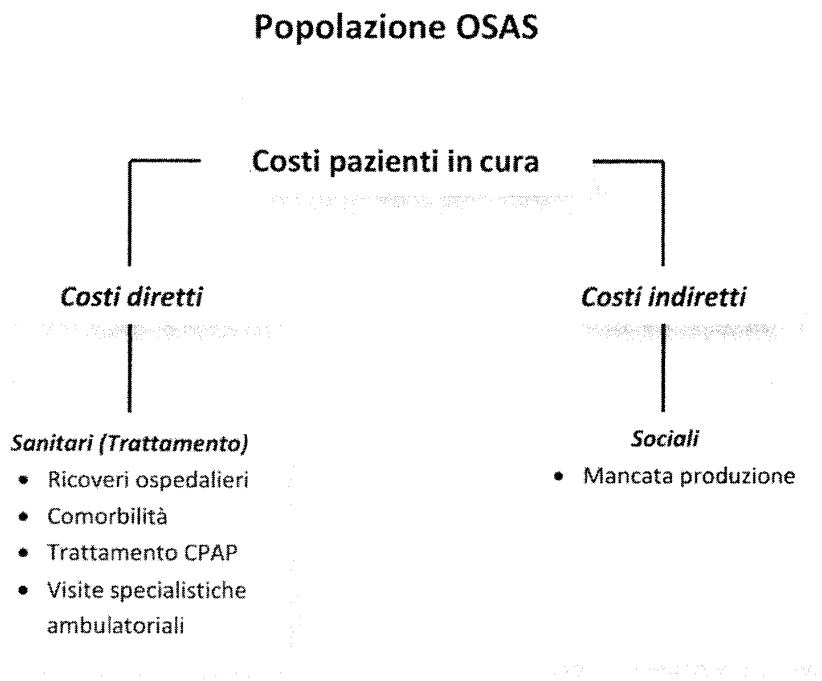 Popolazione OSAS
Costi pazienti in cura
Costi diretti
Costi indiretti
Sanitari (Trattamento)
• Ricoveri ospedalieri
• Comorbilità
• Trattamento CPAP
• Visite specialistiche
ambulatoriali
Sociali
• Mancata produzione